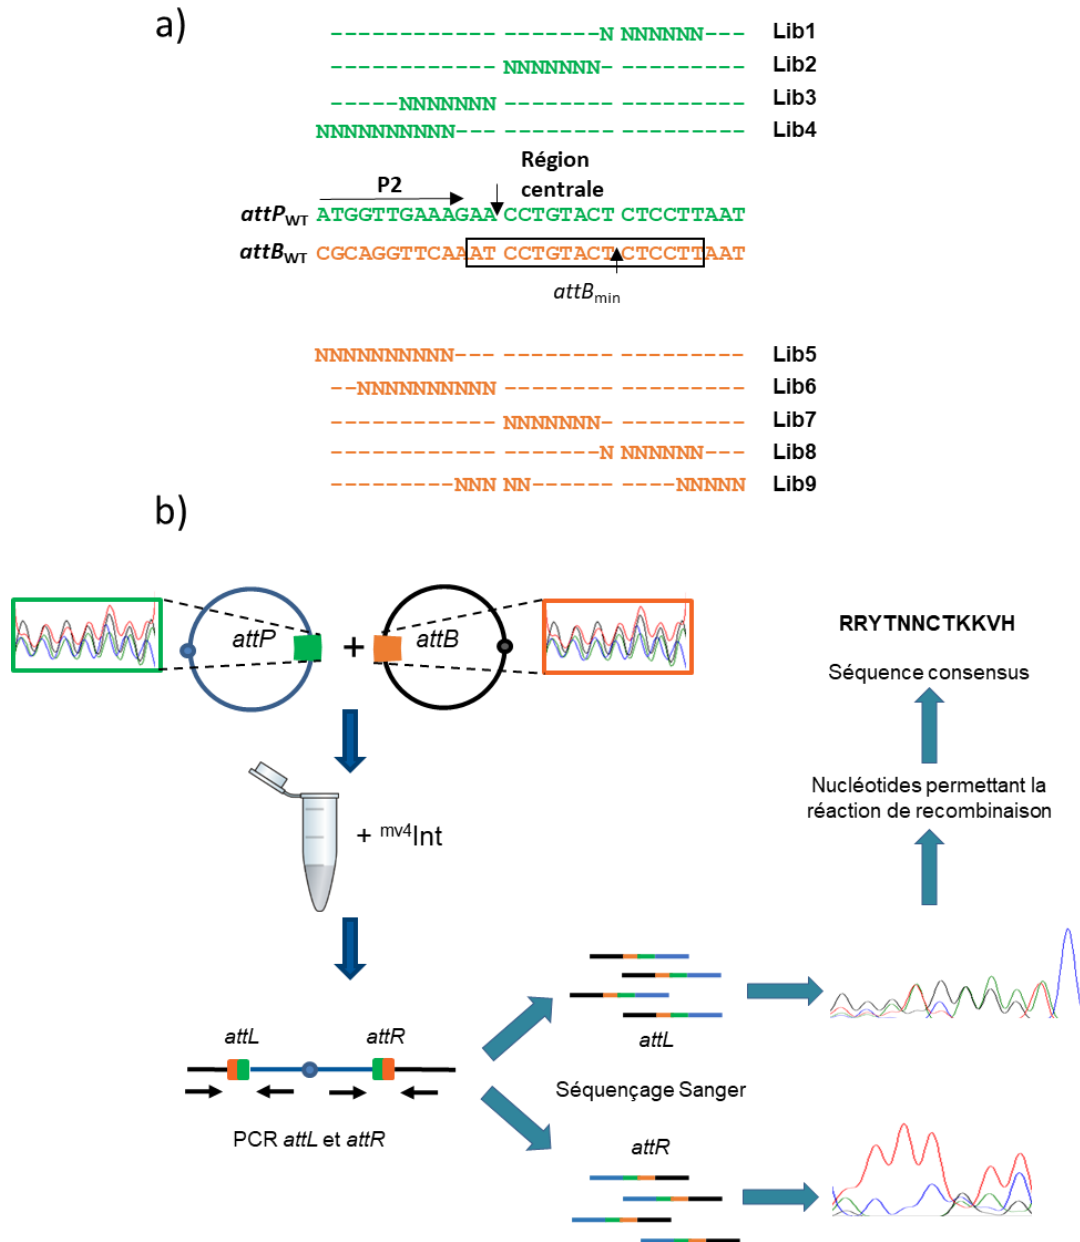 a)
------------ -------N NNNNNN--- Lib1
------------ NNNNNNN- --------- Lib2
-----NNNNNNN -------- --------- Lib3
NNNNNNNNNN--- -------- --------- Lib4
P2
Région
centrale
attPWT ATGGTTGAAAGAA CCTGTACT CTCCTTAAT
attBWT CGCAGGTTCAAAT CCTGTACT CTCCTTAAT
attBmin
NNNNNNNNNN--- -------- --------- Lib5
--NNNNNNNNNN -------- --------- Lib6
------------ NNNNNNN- --------- Lib7
------------ -------N NNNNNN--- Lib8
---------NNN NN------ ----NNNNN Lib9
b)
attP + attB
RRYTNNCTKKVH
Séquence consensus
Nucléotides permettant la
réaction de recombinaison
+ mv4Int
attL attR
PCR attL et attR
attL
Séquençage Sanger
attR